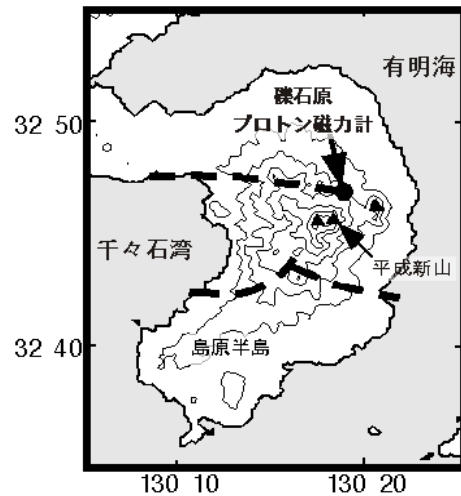 有明海
礫石原
プロトン磁力計
32 50
千々石湾
平成新山
32 40
島原半島
130 10
130 20